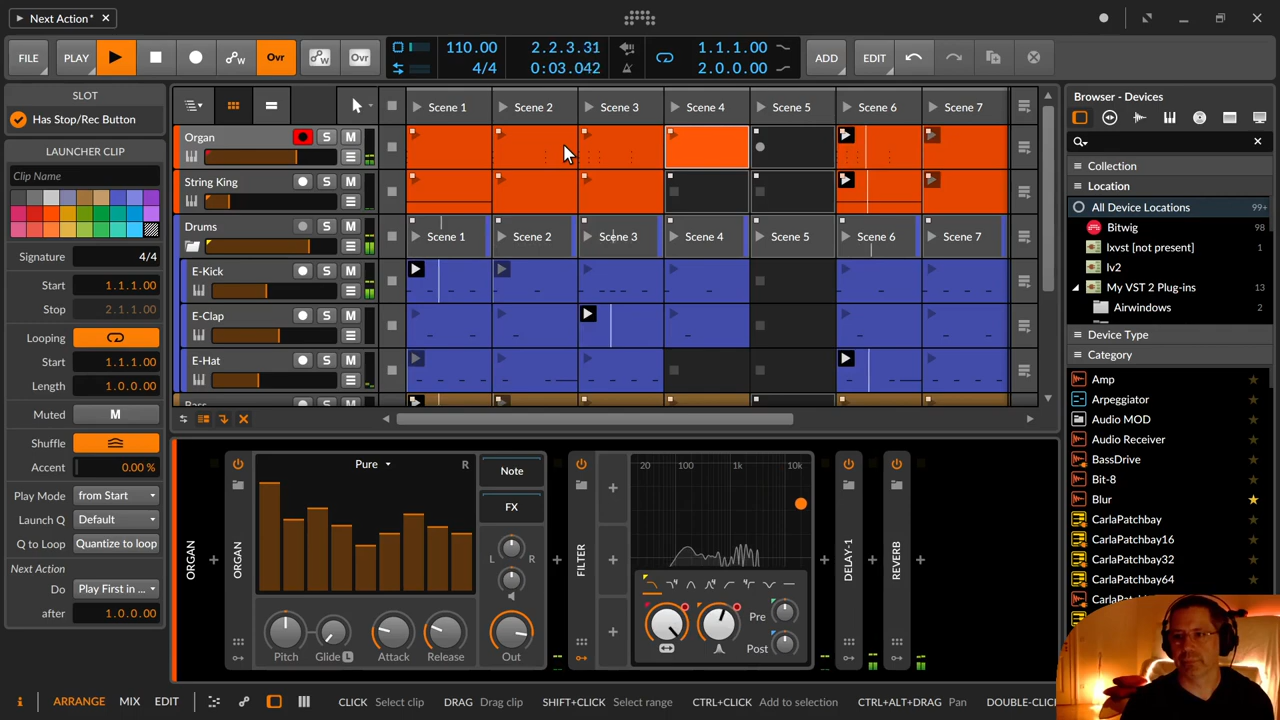 Next Action*
FILE
PLAY
Ovr
Ovr
110.00
4/4
2.2.3.31
0:03.042
1.1.1.00
2.0.0.00
ADD
EDIT
SLOT
Has Stop/Rec Button
LAUNCHER CLIP
Clip Name
Signature 4/4
Start 1.1.1.00
Stop 2.1.1.00
Looping
Start 1.1.1.00
Length 1.0.0.00
Muted M
Shuffle
Accent 0.00 %
Play Mode from Start
Launch Q Default
Q to Loop Quantize to loop
Next Action
Do Play First in ...
after 1.0.0.00
Scene 1 Scene 2 Scene 3 Scene 4 Scene 5 Scene 6 Scene 7
Organ S M
String King S M
Drums S M
Scene 1 Scene 2 Scene 3 Scene 4 Scene 5 Scene 6 Scene 7
E-Kick S M
E-Clap S M
E-Hat S M
Bass
ORGAN
ORGAN
Pure R
Note
FX
L R
Pitch Glide L Attack Release Out
FILTER
20 100 1k 10k
Pre
Post
DELAY-1
REVERB
Browser - Devices
Collection
Location
All Device Locations 99+
Bitwig 98
lxvst [not present] 1
lv2
My VST 2 Plug-ins 13
Airwindows 2
Device Type
Category
Amp
Arpeggiator
Audio MOD
Audio Receiver
BassDrive
Bit-8
Blur
CarlaPatchbay
CarlaPatchbay16
CarlaPatchbay32
CarlaPatchbay64
i ARRANGE MIX EDIT
CLICK Select clip DRAG Drag clip SHIFT+CLICK Select range CTRL+CLICK Add to selection CTRL+ALT+DRAG Pan DOUBLE-CLICK